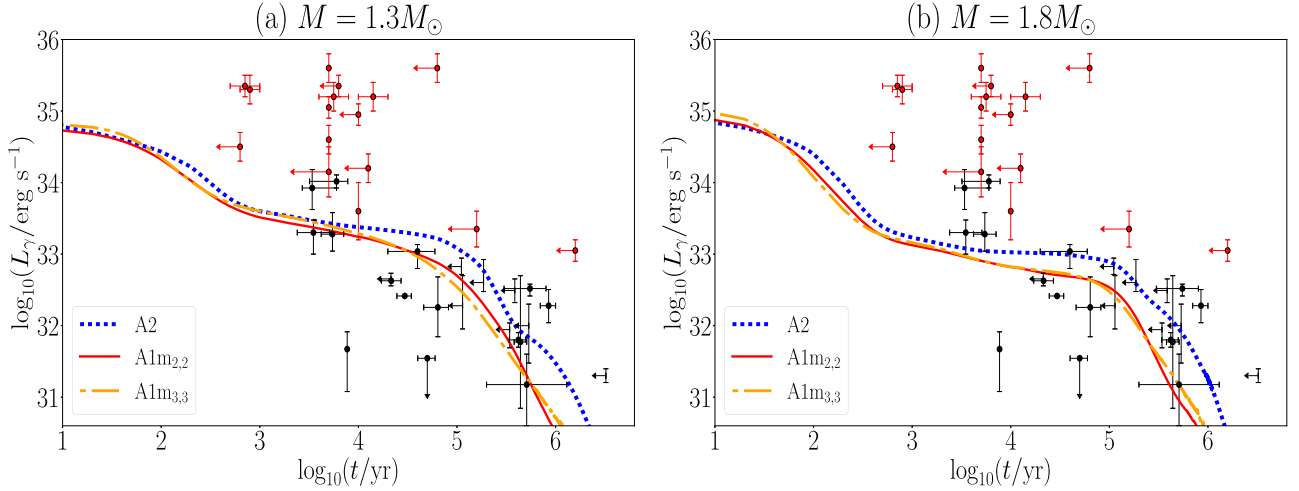 (a) M = 1.3M⊙
36
35
34
33
32
31
log₁₀(Lγ/erg s⁻¹)
A2
A1m₂,₂
A1m₃,₃
1 2 3 4 5 6
log₁₀(t/yr)
(b) M = 1.8M⊙
36
35
34
33
32
31
log₁₀(Lγ/erg s⁻¹)
A2
A1m₂,₂
A1m₃,₃
1 2 3 4 5 6
log₁₀(t/yr)